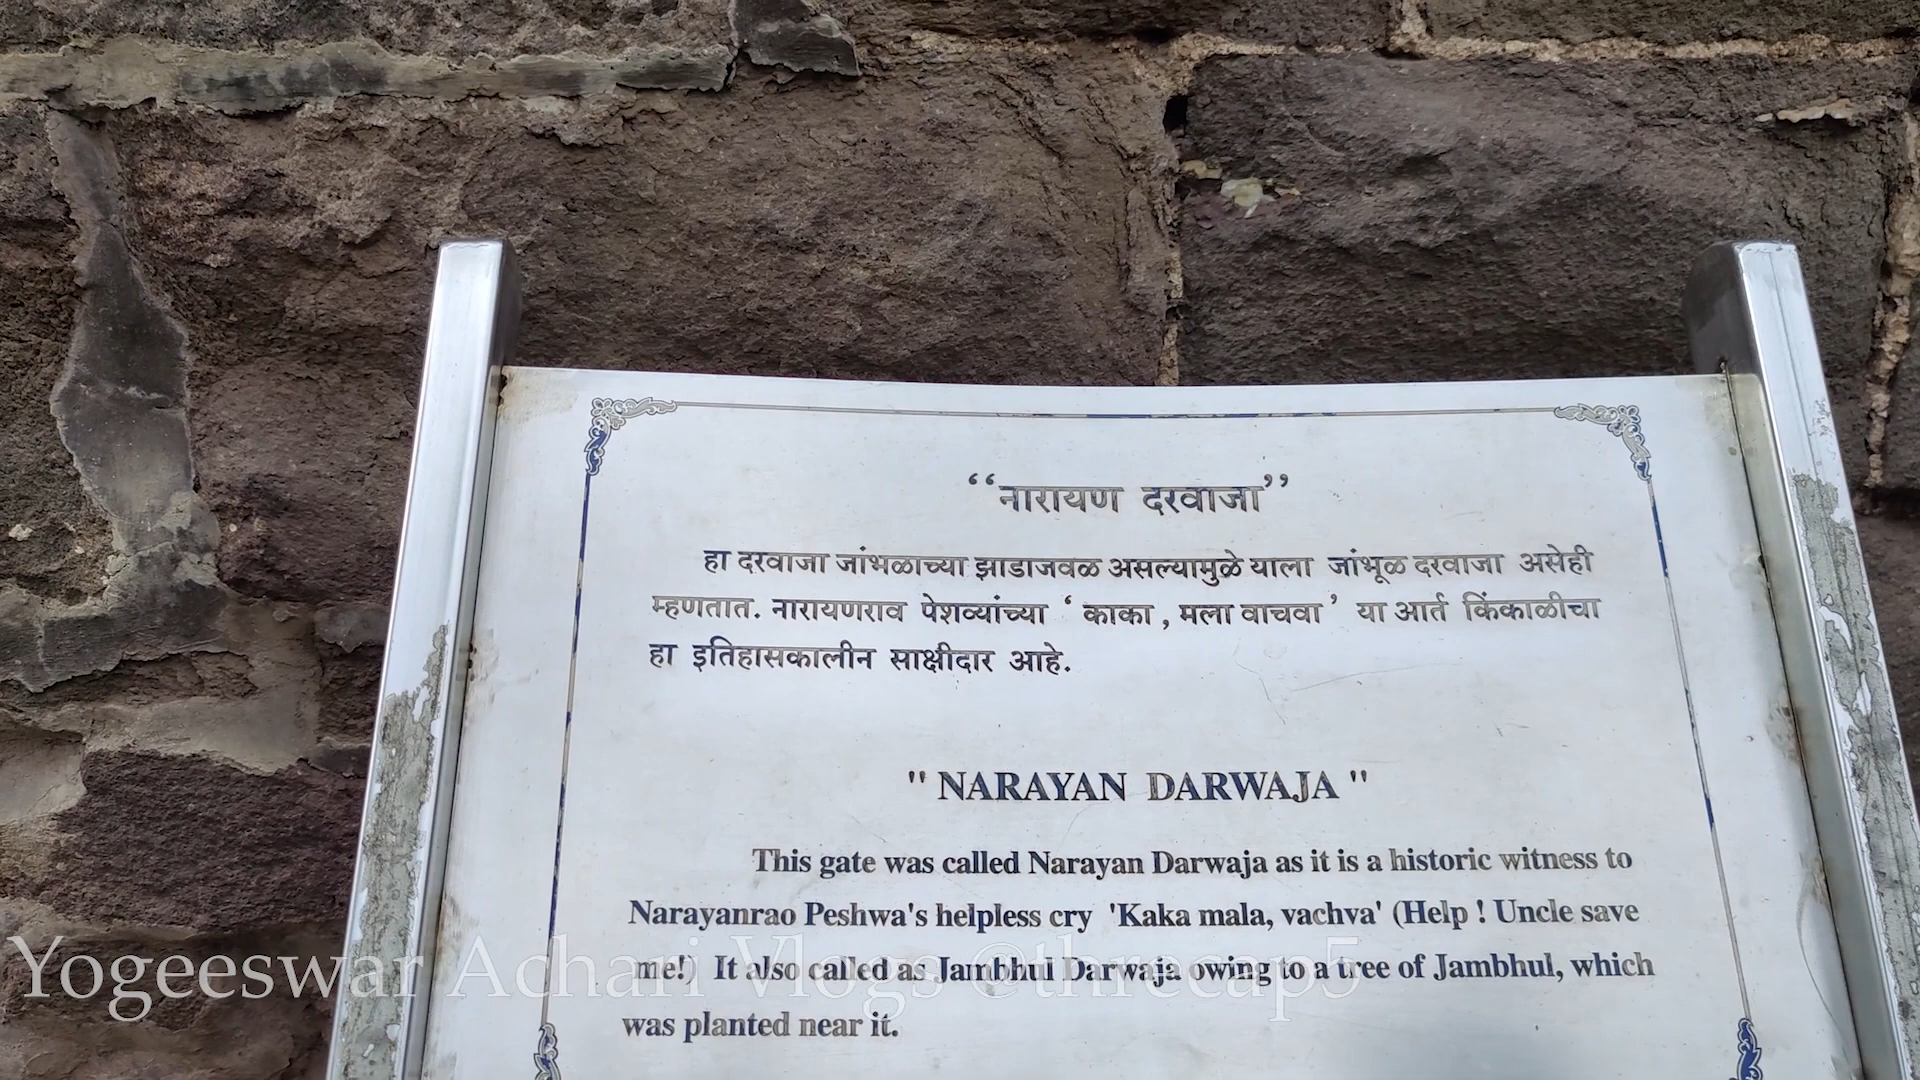 “नारायण दरवाजा”
हा दरवाजा जांभळाच्या झाडाजवळ असल्यामुळे याला जांभूळ दरवाजा असेही
म्हणतात. नारायणराव पेशव्यांच्या ‘काका, मला वाचवा’ या आर्त किंकाळीचा
हा इतिहासकालीन साक्षीदार आहे.
" NARAYAN DARWAJA "
This gate was called Narayan Darwaja as it is a historic witness to
Narayanrao Peshwa's helpless cry 'Kaka mala, vachva' (Help ! Uncle save
me!) It also called as Jambhul Darwaja owing to a tree of Jambhul, which
was planted near it.
Yogeeswar Achari Vlogs @threcap5